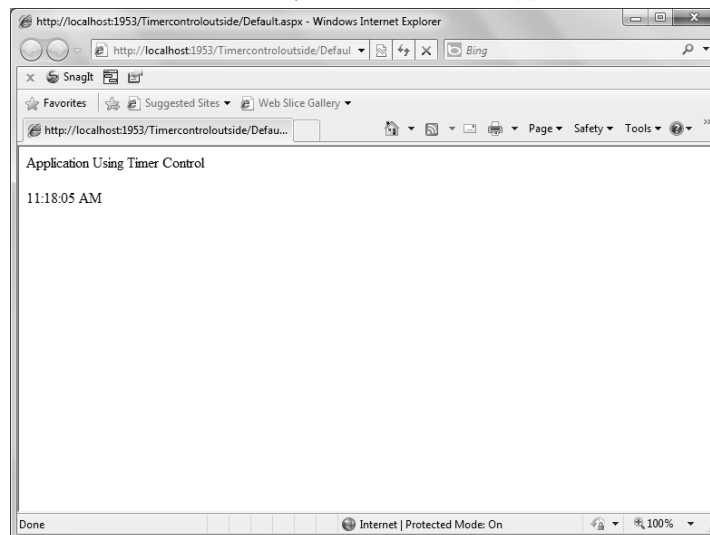 http://localhost:1953/Timercontroloutside/Default.aspx - Windows Internet Explorer
http://localhost:1953/Timercontroloutside/Defaul Bing
x SnagIt
Favorites Suggested Sites Web Slice Gallery
http://localhost:1953/Timercontroloutside/Defau... Page Safety Tools »
Application Using Timer Control
11:18:05 AM
Done Internet | Protected Mode: On 100%